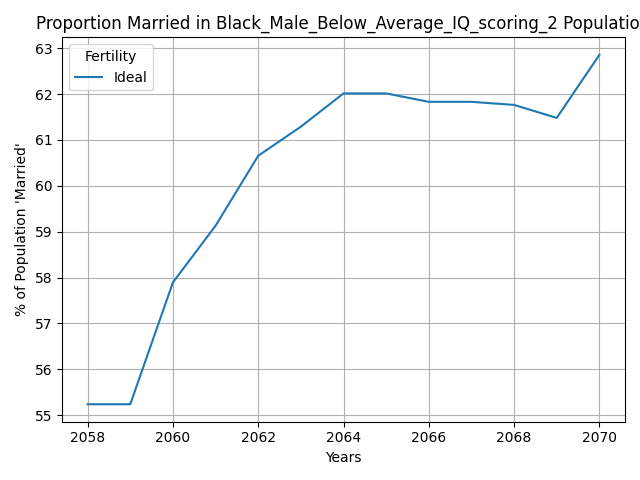 Proportion Married in Black_Male_Below_Average_IQ_scoring_2 Populatio
Fertility
Ideal
% of Population 'Married'
63
62
61
60
59
58
57
56
55
2058 2060 2062 2064 2066 2068 2070
Years